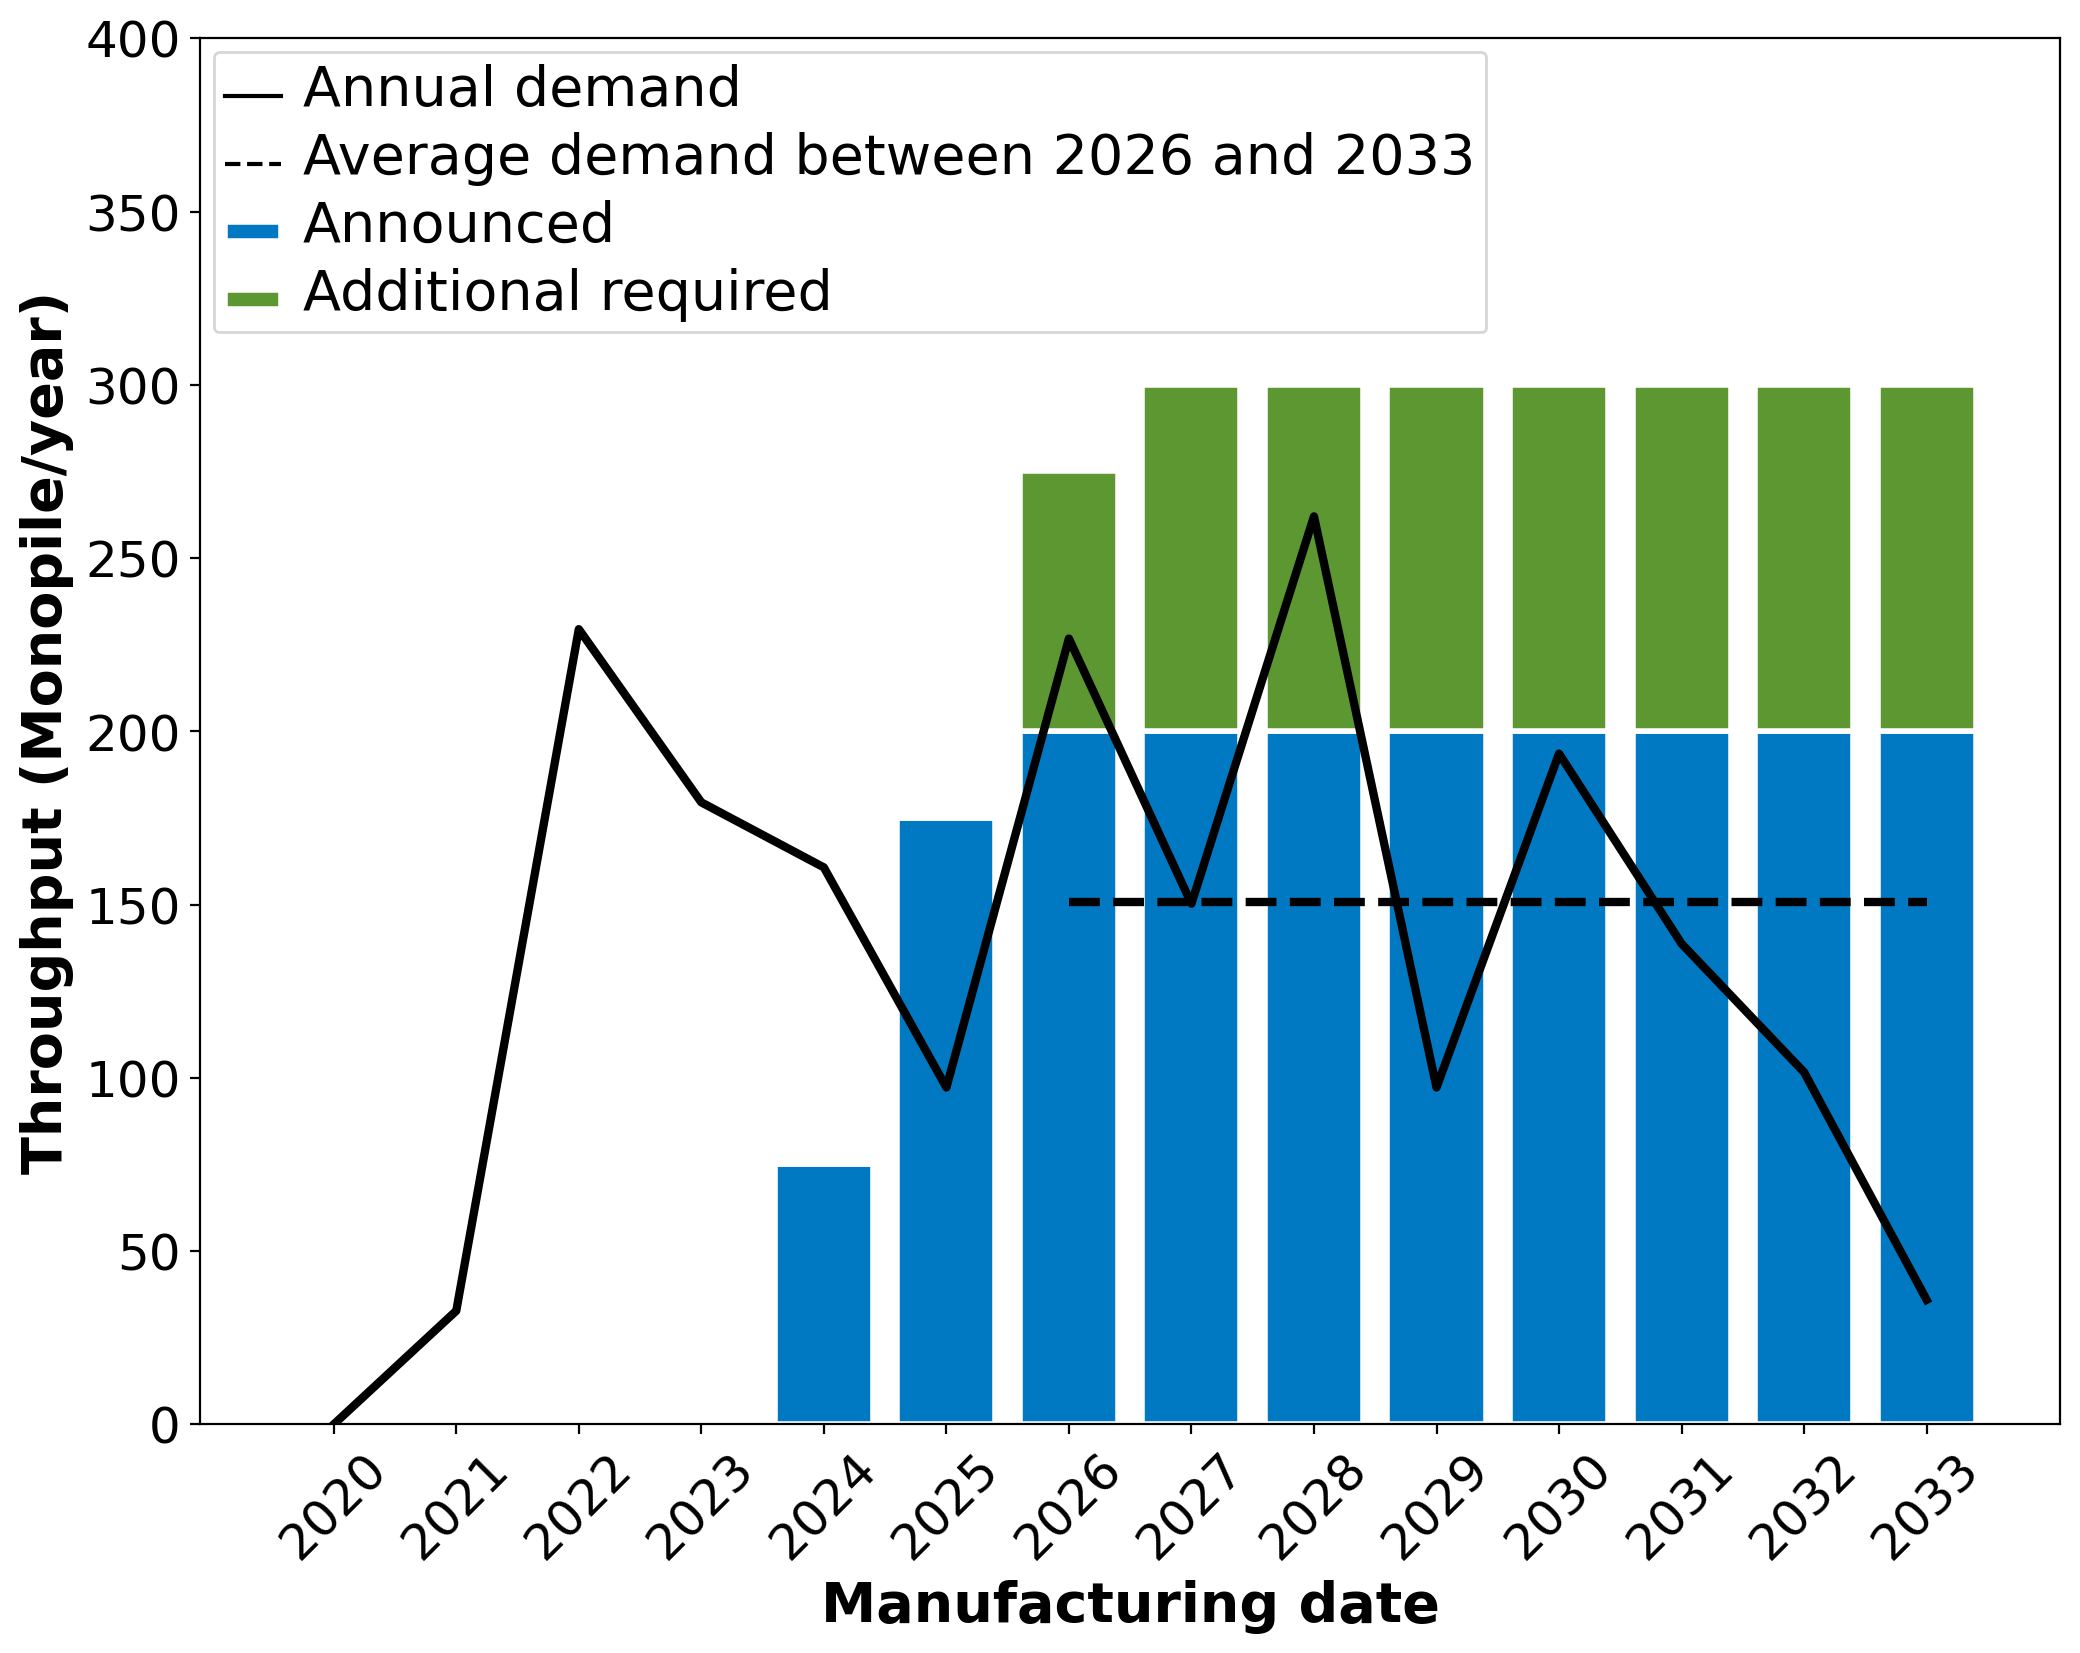 Annual demand
Average demand between 2026 and 2033
Announced
Additional required
Throughput (Monopile/year)
400
350
300
250
200
150
100
50
0
2020 2021 2022 2023 2024 2025 2026 2027 2028 2029 2030 2031 2032 2033
Manufacturing date